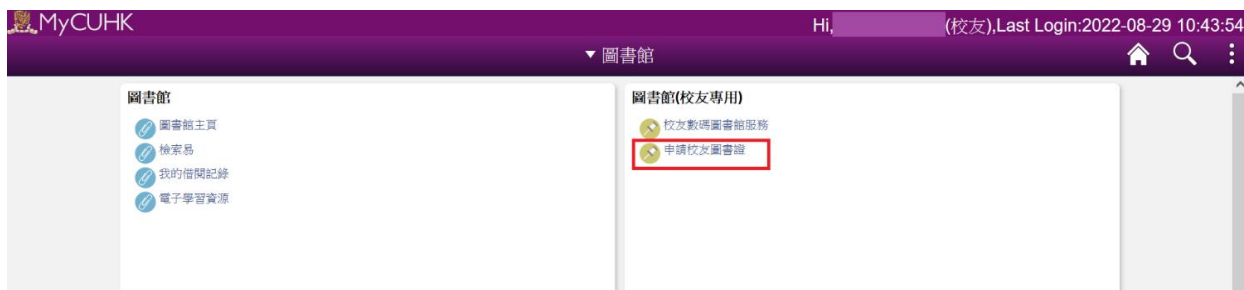 MyCUHK
Hi, (校友),Last Login:2022-08-29 10:43:54
▼ 圖書館
圖書館
圖書館主頁
檢索易
我的借閱記錄
電子學習資源
圖書館(校友專用)
校友數碼圖書館服務
申請校友圖書證